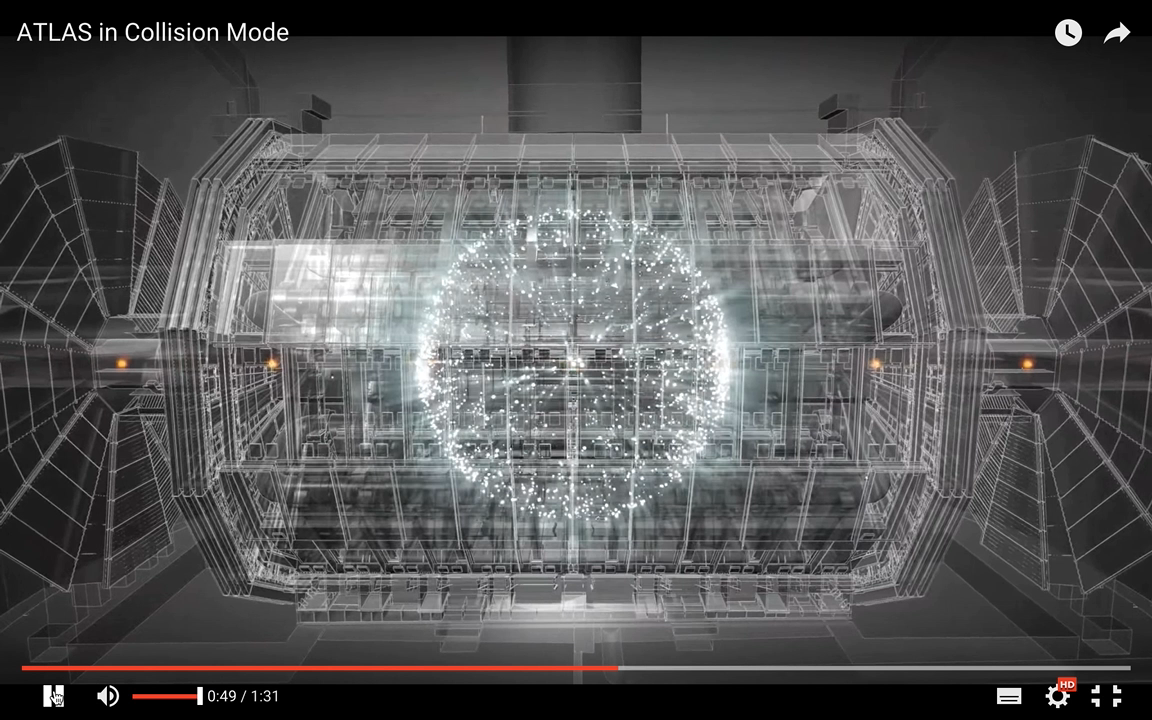 ATLAS in Collision Mode
0:49 / 1:31
HD